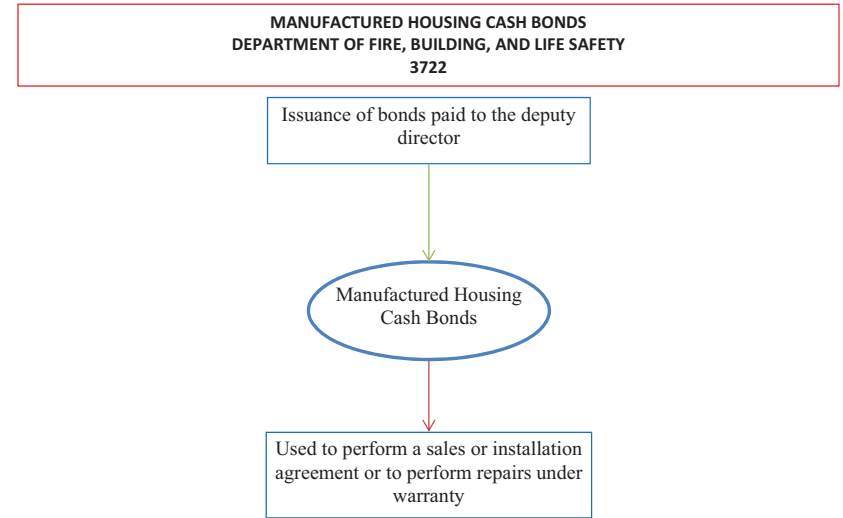 MANUFACTURED HOUSING CASH BONDS
DEPARTMENT OF FIRE, BUILDING, AND LIFE SAFETY
3722
Issuance of bonds paid to the deputy
director
Manufactured Housing
Cash Bonds
Used to perform a sales or installation
agreement or to perform repairs under
warranty